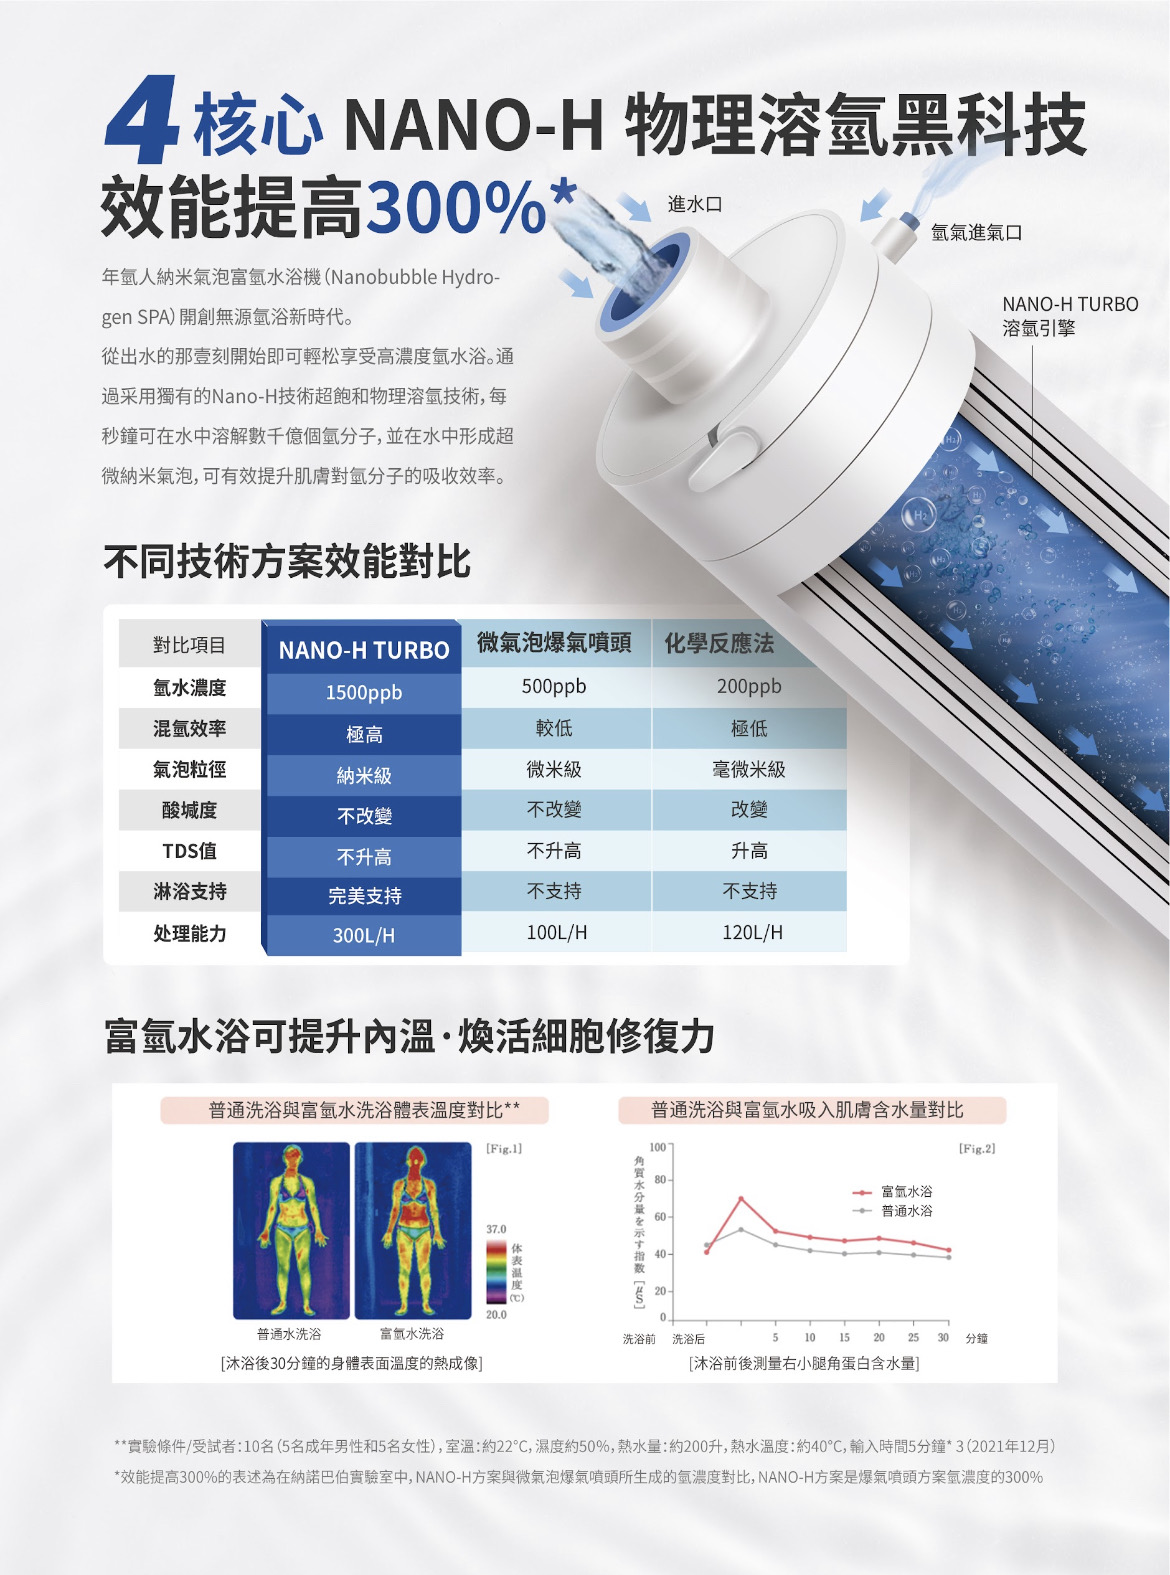 4核心 NANO-H 物理溶氫黑科技
效能提高300%*
進水口
氫氣進氣口
NANO-H TURBO
溶氫引擎
年氫人納米氣泡富氫水浴機（Nanobubble Hydro-
gen SPA）開創無源氫浴新時代。
從出水的那壹刻開始即可輕松享受高濃度氫水浴。通
過采用獨有的Nano-H技術超飽和物理溶氫技術，每
秒鐘可在水中溶解數千億個氫分子，並在水中形成超
微納米氣泡，可有效提升肌膚對氫分子的吸收效率。
H₂
不同技術方案效能對比
對比項目 NANO-H TURBO 微氣泡爆氣噴頭 化學反應法
氫水濃度 1500ppb 500ppb 200ppb
混氫效率 極高 較低 極低
氣泡粒徑 納米級 微米級 毫微米級
酸堿度 不改變 不改變 改變
TDS值 不升高 不升高 升高
淋浴支持 完美支持 不支持 不支持
处理能力 300L/H 100L/H 120L/H
富氫水浴可提升內溫·煥活細胞修復力
普通洗浴與富氫水洗浴體表溫度對比**
[Fig.1]
37.0
体表温度(℃)
20.0
普通水洗浴 富氫水洗浴
[沐浴後30分鐘的身體表面溫度的熱成像]
普通洗浴與富氫水吸入肌膚含水量對比
[Fig.2]
角質水分量を示す指数 [μS]
100
80
60
40
20
0
富氫水浴
普通水浴
洗浴前 洗浴后 5 10 15 20 25 30 分鐘
[沐浴前後測量右小腿角蛋白含水量]
**實驗條件/受試者：10名（5名成年男性和5名女性），室溫：約22°C，濕度約50%，熱水量：約200升，熱水溫度：約40°C，輸入時間5分鐘* 3（2021年12月）
*效能提高300%的表述為在納諾巴伯實驗室中，NANO-H方案與微氣泡爆氣噴頭所生成的氫濃度對比，NANO-H方案是爆氣噴頭方案氫濃度的300%